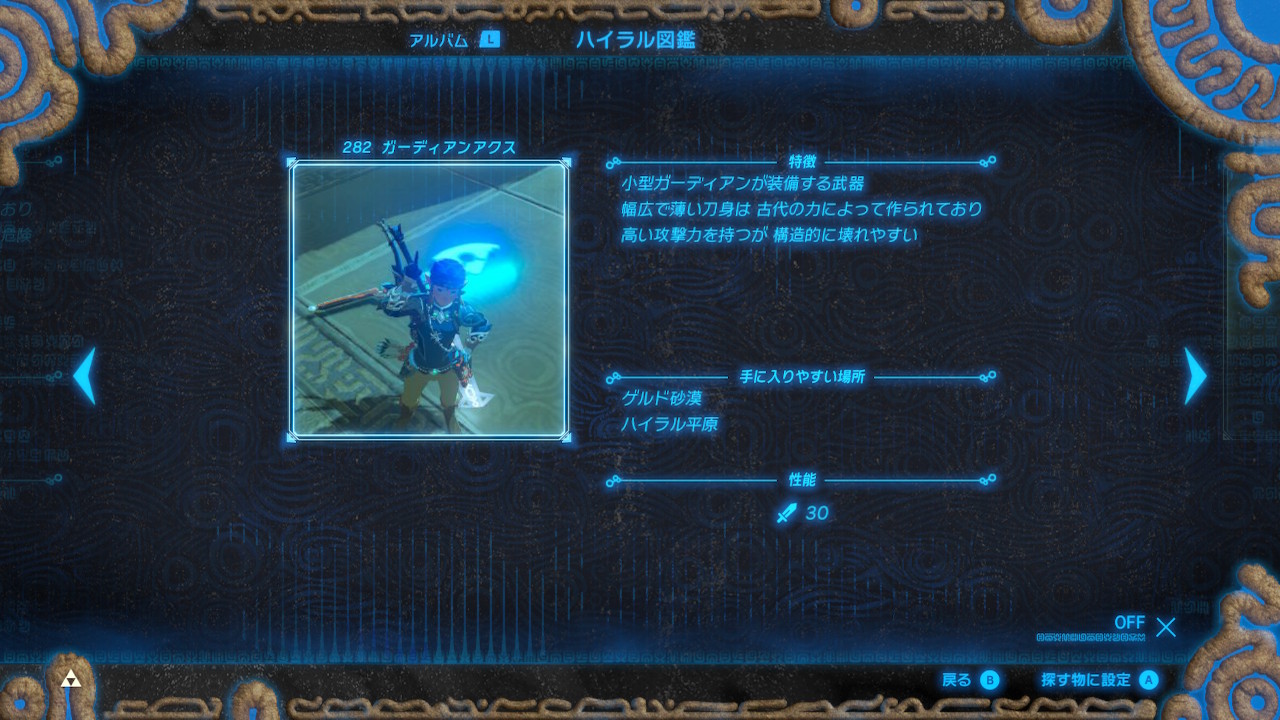 アルバム L
ハイラル図鑑
282 ガーディアンアクス
特徴
小型ガーディアンが装備する武器
幅広で薄い刀身は 古代の力によって作られており
高い攻撃力を持つが 構造的に壊れやすい
手に入りやすい場所
ゲルド砂漠
ハイラル平原
性能
30
おり
危険
OFF
戻る B
探す物に設定 A